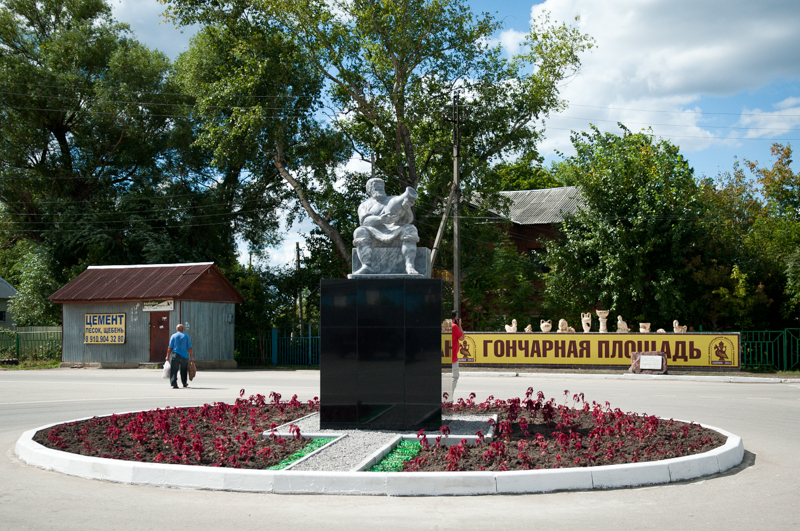 ЦЕМЕНТ
ПЕСОК, ЩЕБЕНЬ
8 910.904 32 80
ГОНЧАРНАЯ ПЛОЩАДЬ